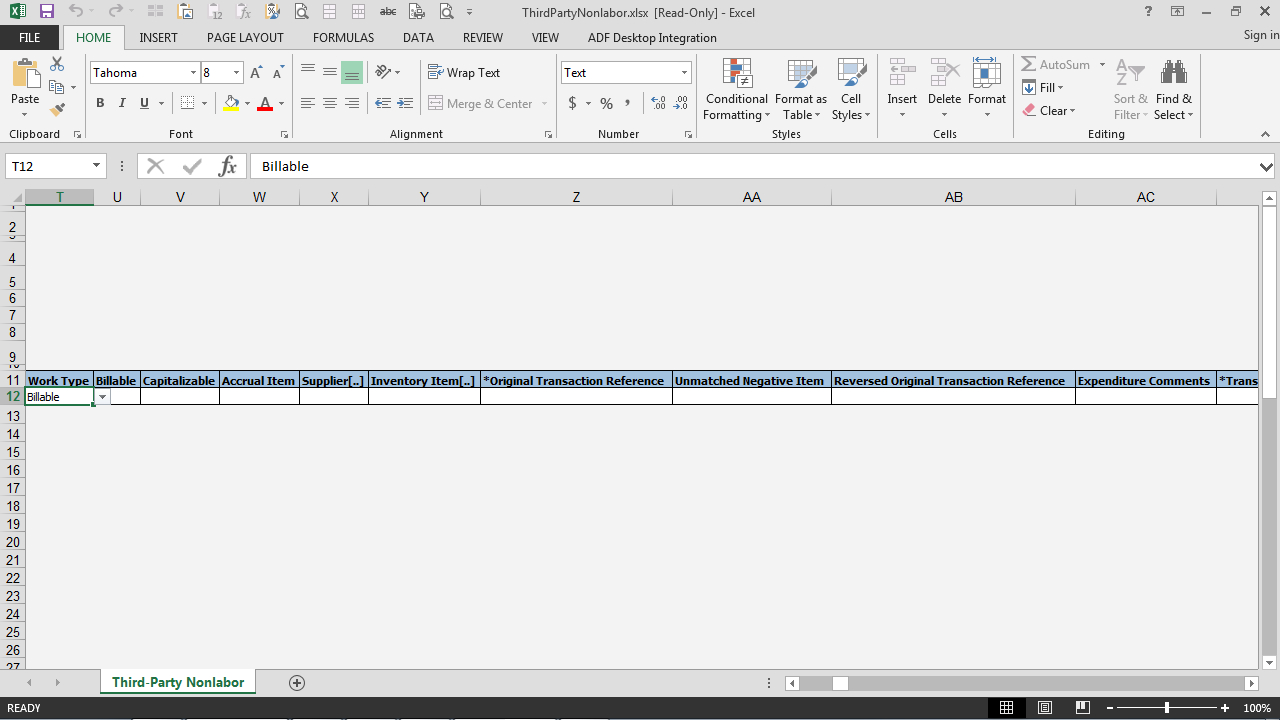 ThirdPartyNonlabor.xlsx [Read-Only] - Excel
Sign in
FILE HOME INSERT PAGE LAYOUT FORMULAS DATA REVIEW VIEW ADF Desktop Integration
Paste
Clipboard
Tahoma 8
B I U A
Font
Wrap Text
Merge & Center
Alignment
Text
$ % ,
Number
Conditional Formatting
Format as Table
Cell Styles
Styles
Insert Delete Format
Cells
AutoSum
Fill
Clear
Sort & Filter
Find & Select
Editing
T12 fx Billable
T U V W X Y Z AA AB AC
2
4
5
6
7
8
9
11 Work Type Billable Capitalizable Accrual Item Supplier[..] Inventory Item[..] *Original Transaction Reference Unmatched Negative Item Reversed Original Transaction Reference Expenditure Comments *Trans
12 Billable
13
14
15
16
17
18
19
20
21
22
23
24
25
26
27
Third-Party Nonlabor
READY 100%